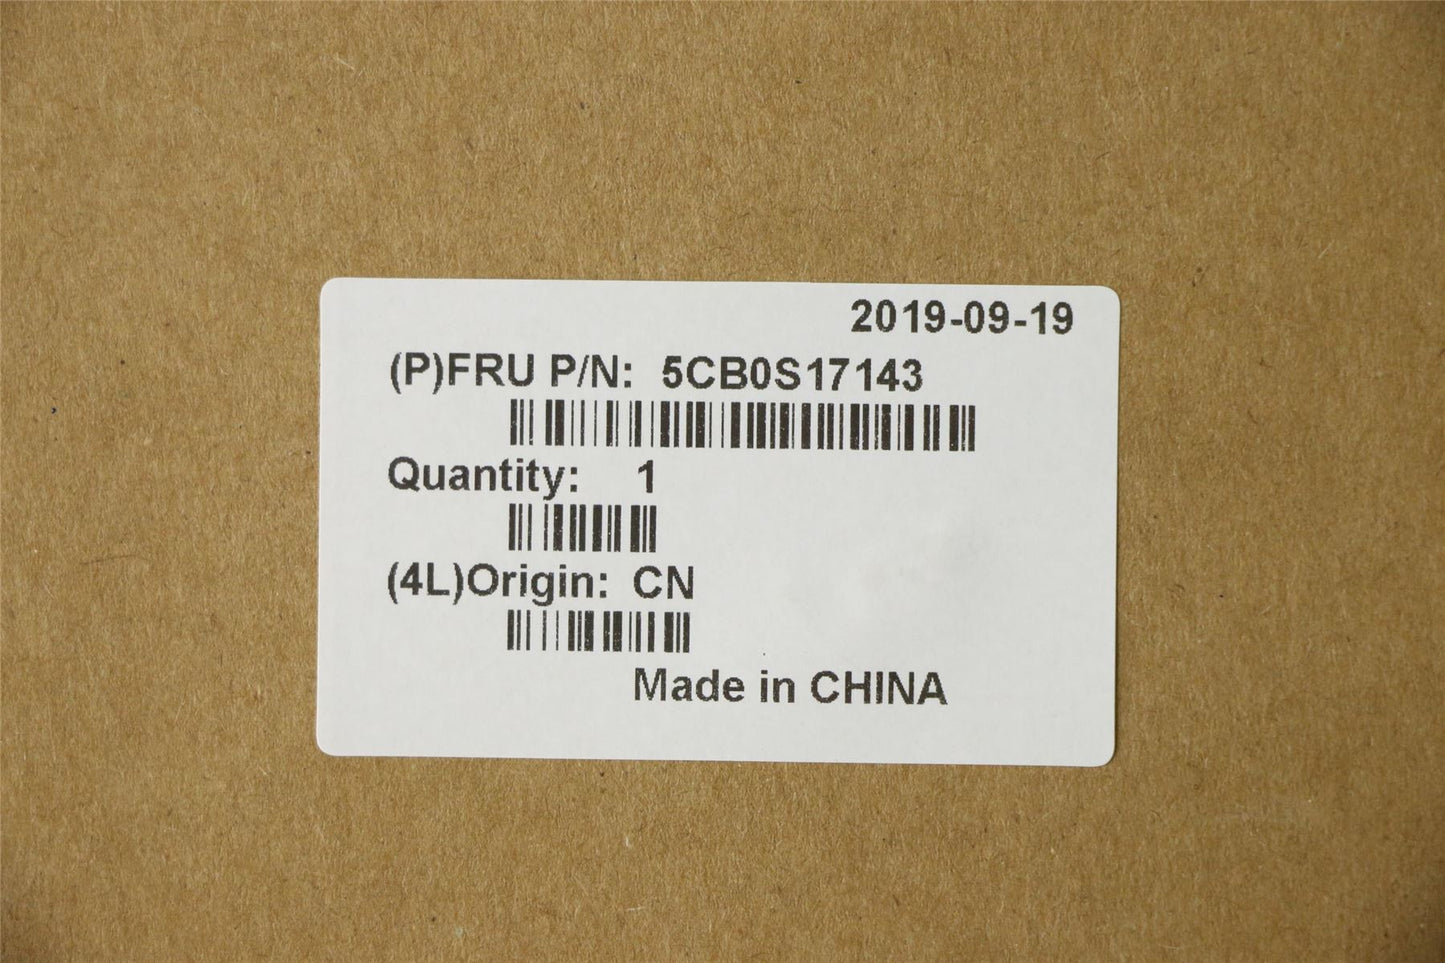 2019-09-19
(P)FRU P/N: 5CB0S17143
Quantity: 1
(4L)Origin: CN
Made in CHINA